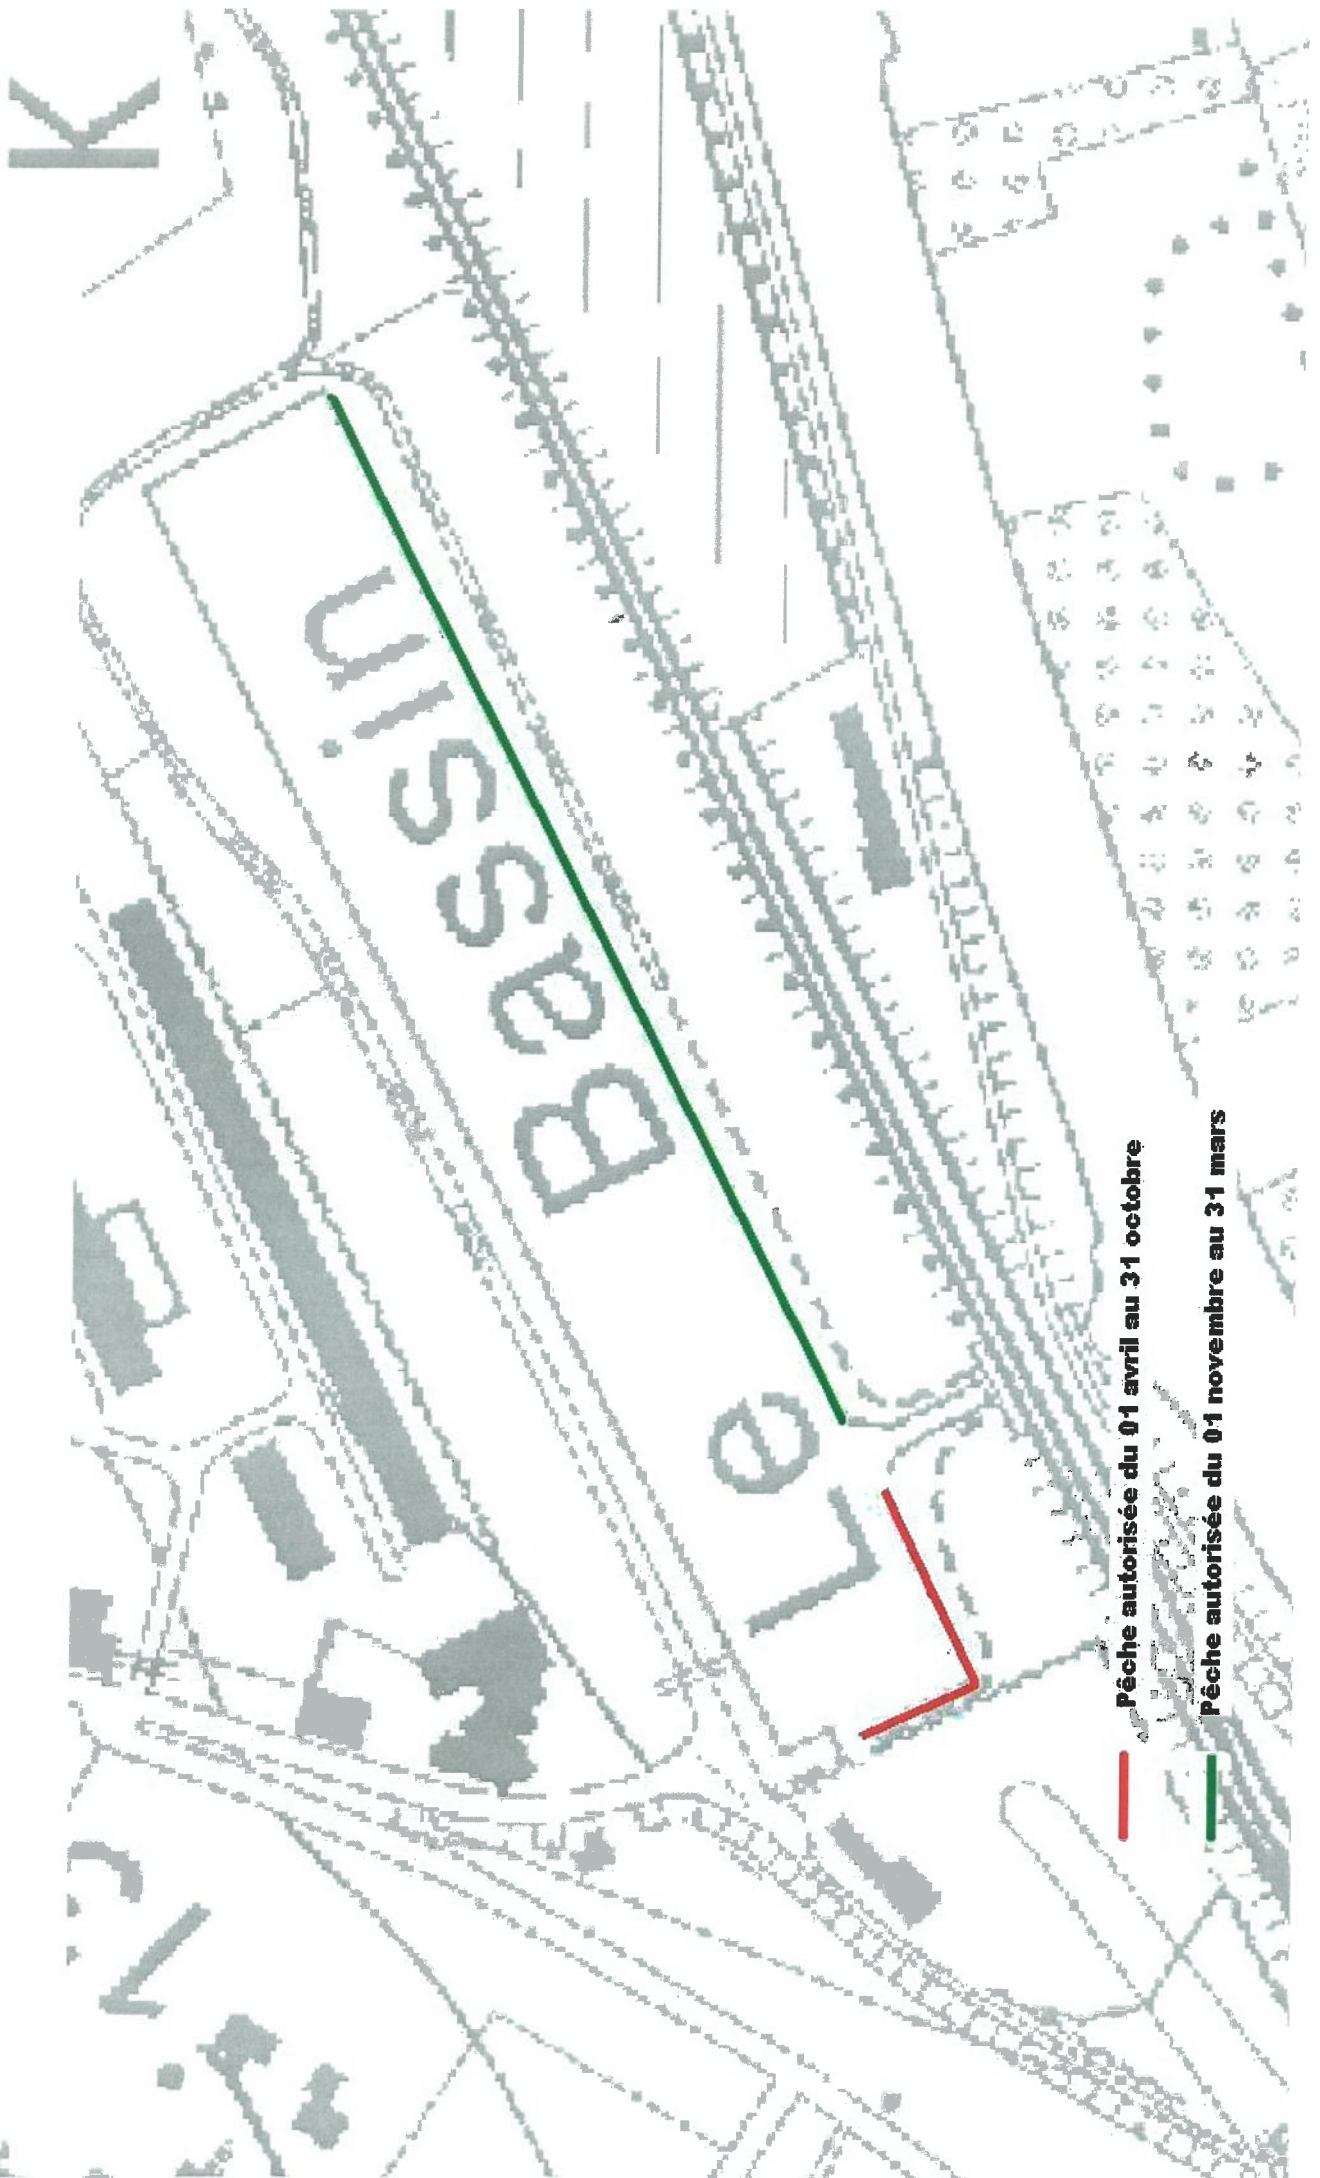 K
Le Bassin
Pêche autorisée du 01 avril au 31 octobre
Pêche autorisée du 01 novembre au 31 mars